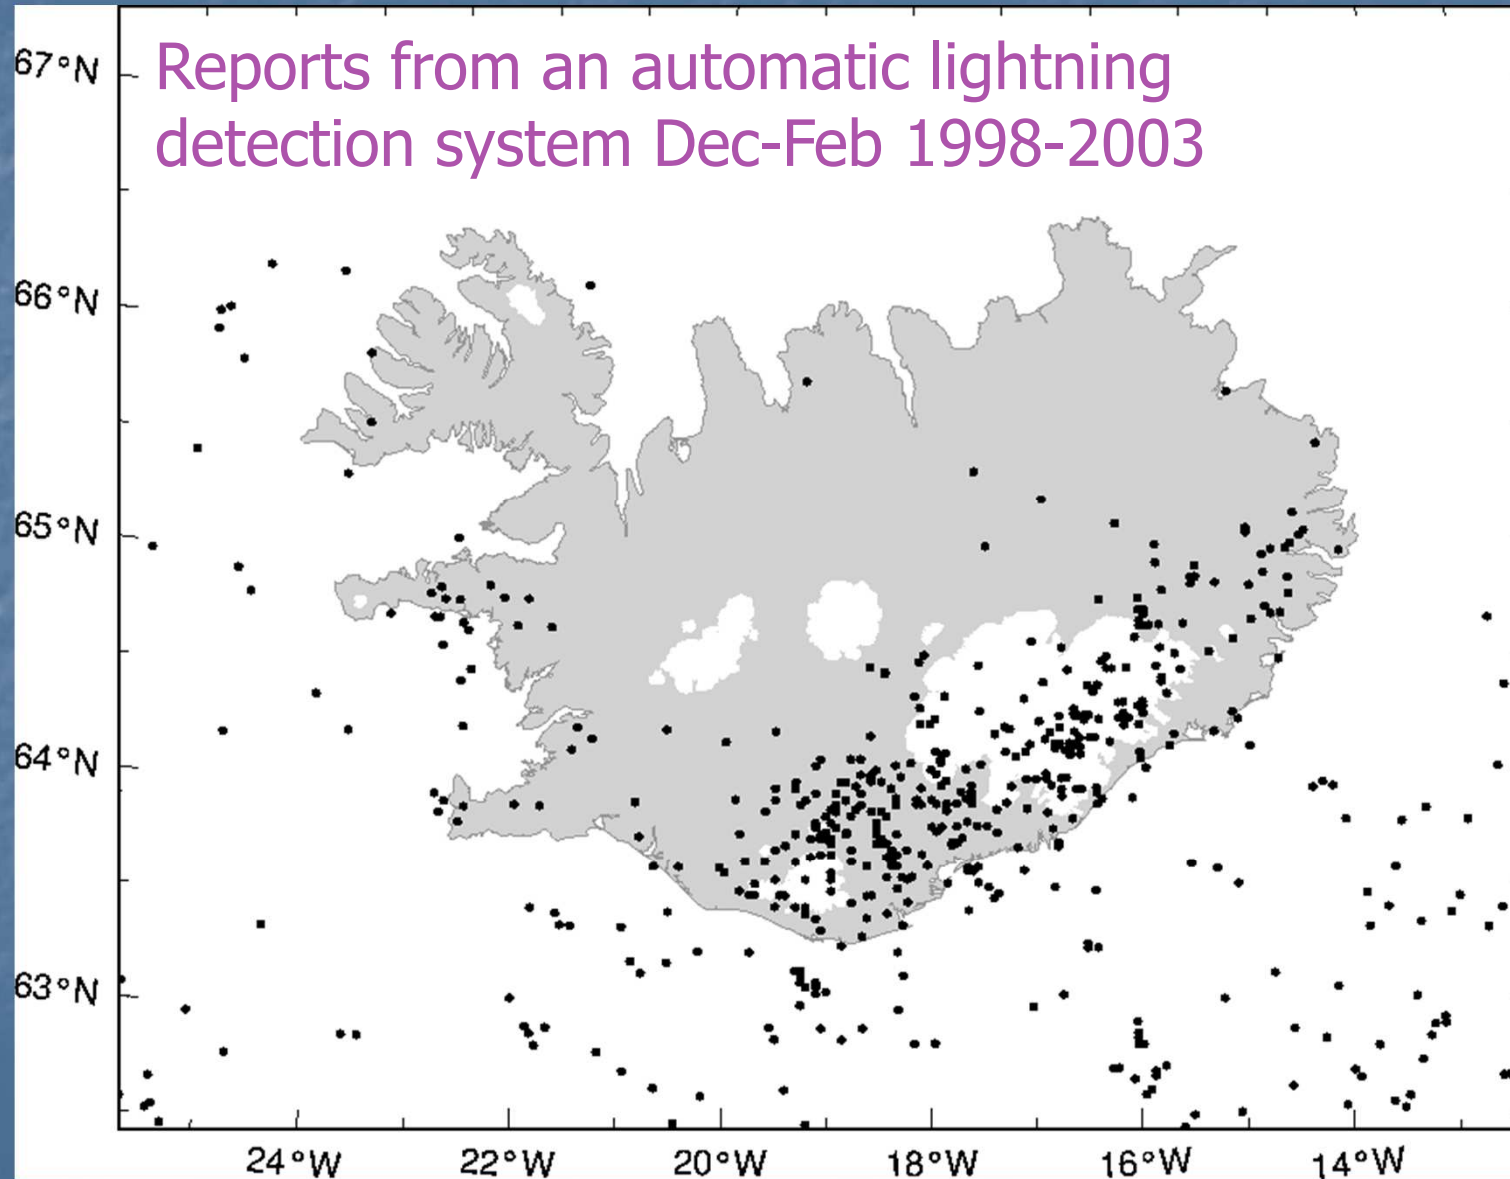 Reports from an automatic lightning
detection system Dec-Feb 1998-2003
67°N
66°N
65°N
64°N
63°N
24°W 22°W 20°W 18°W 16°W 14°W